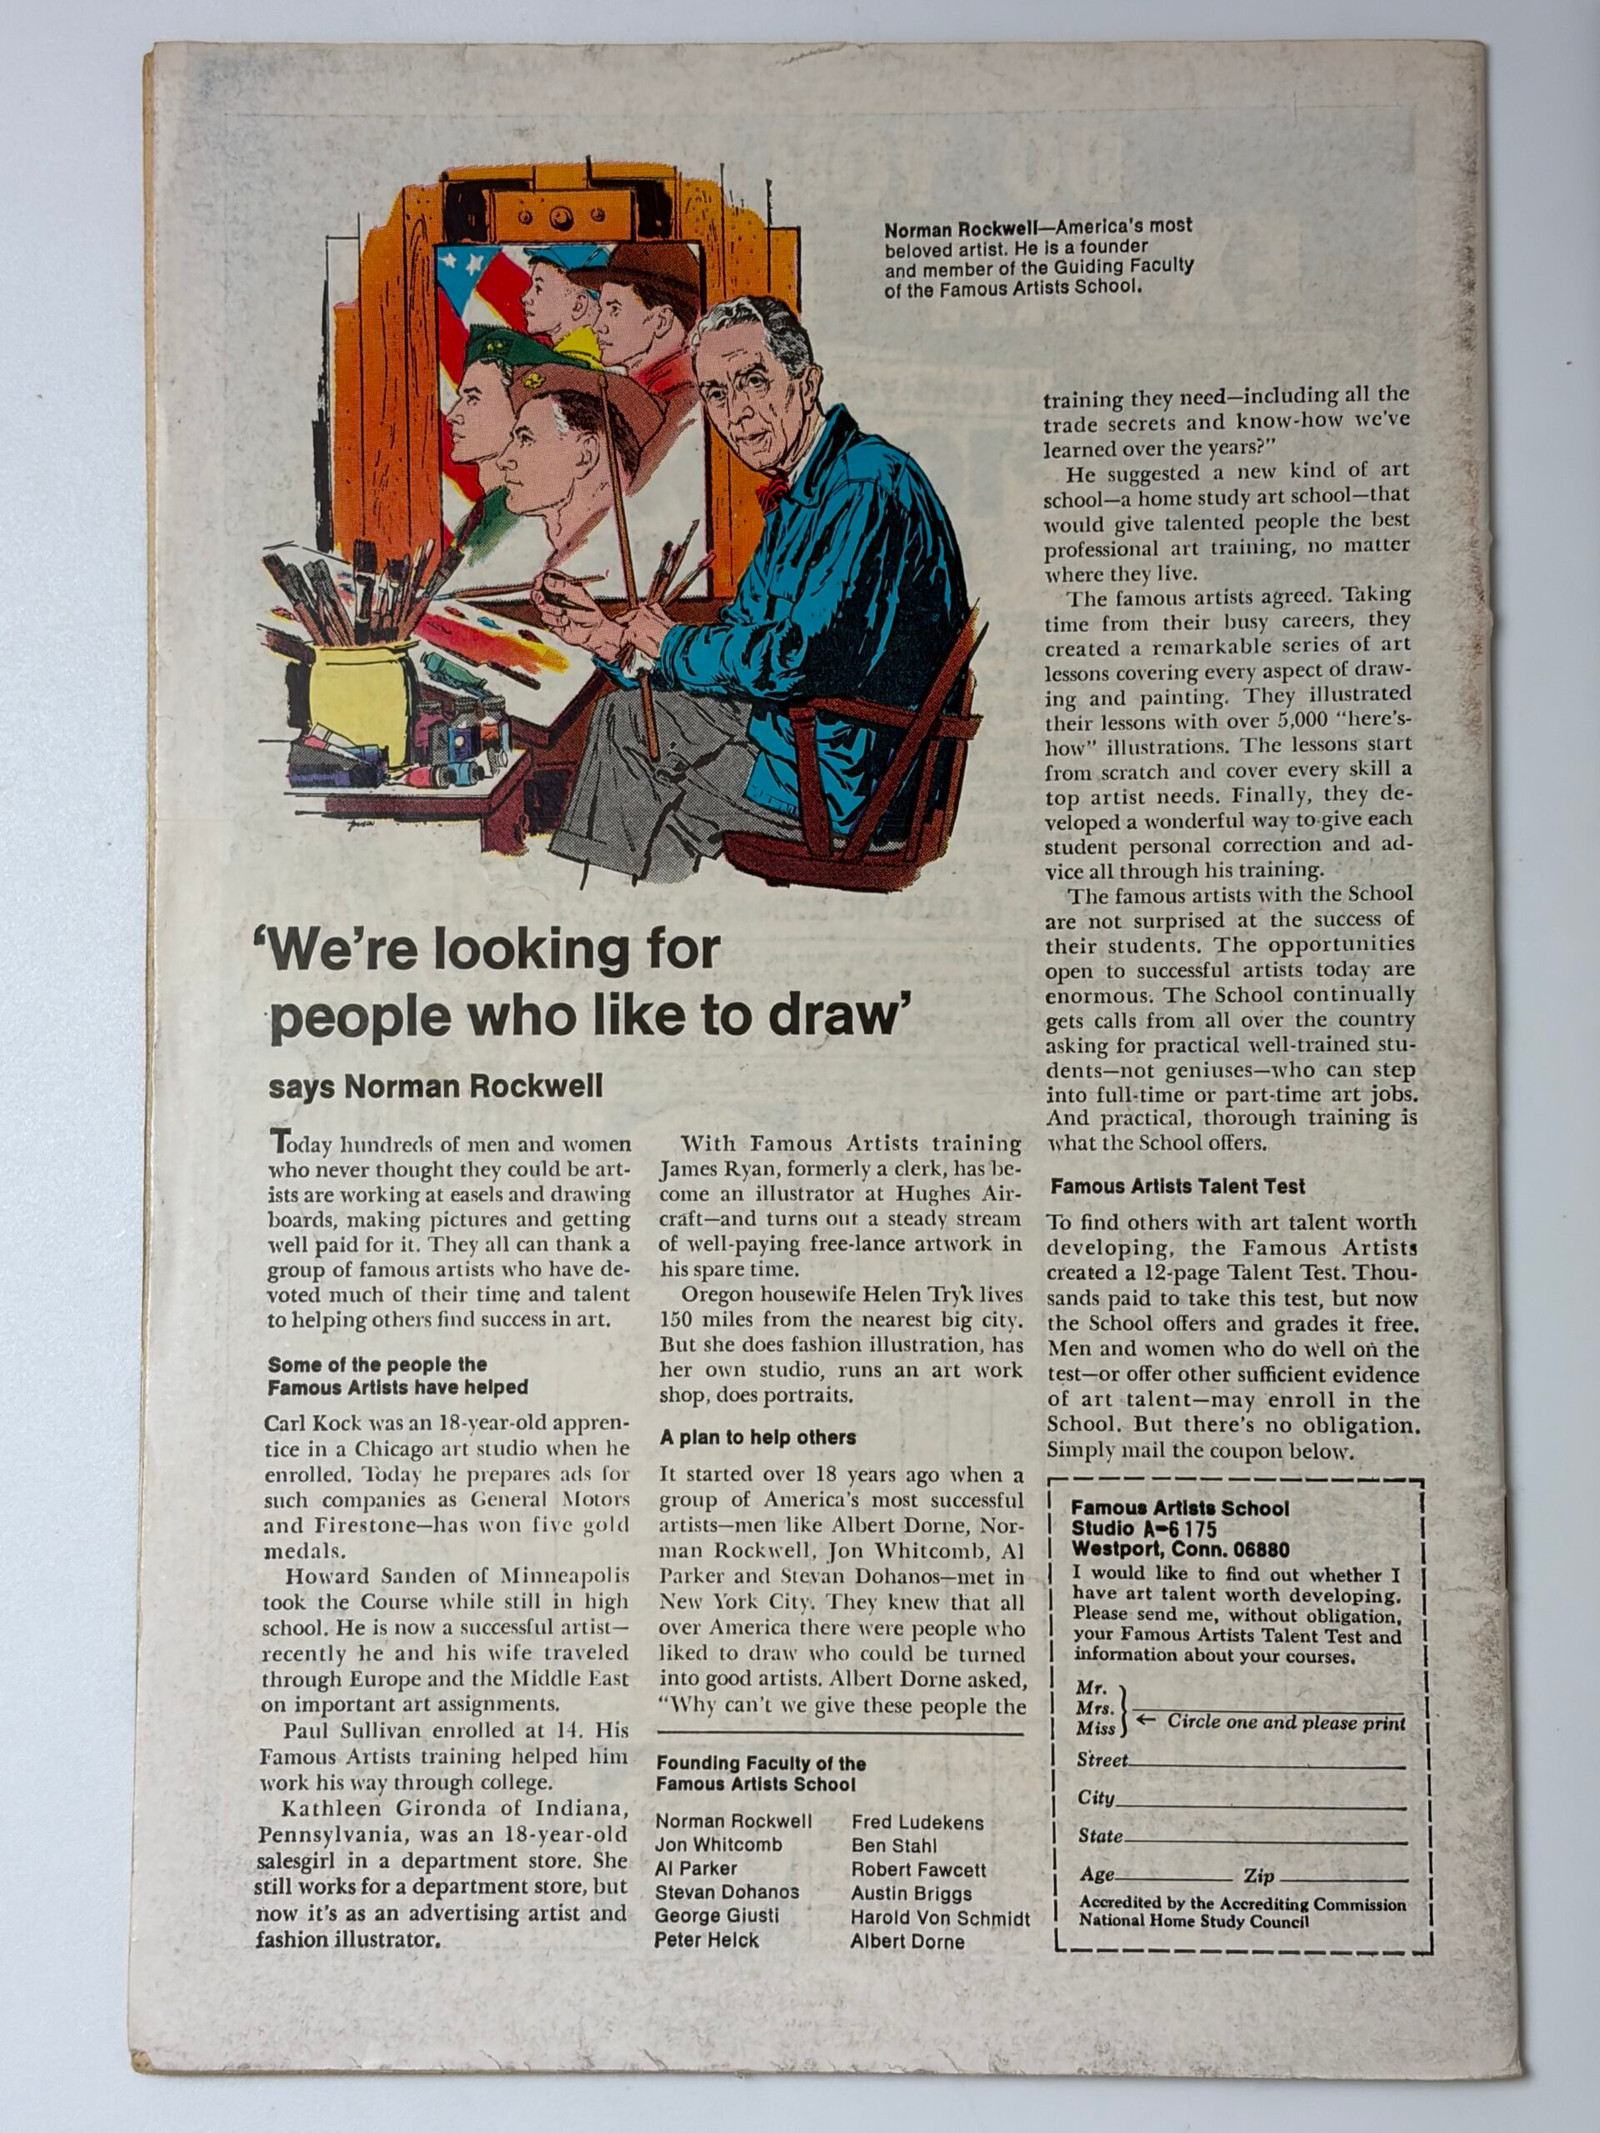 Norman Rockwell—America's most
beloved artist. He is a founder
and member of the Guiding Faculty
of the Famous Artists School.
'We're looking for
people who like to draw'
says Norman Rockwell
Today hundreds of men and women
who never thought they could be art-
ists are working at easels and drawing
boards, making pictures and getting
well paid for it. They all can thank a
group of famous artists who have de-
voted much of their time and talent
to helping others find success in art.
Some of the people the
Famous Artists have helped
Carl Kock was an 18-year-old appren-
tice in a Chicago art studio when he
enrolled. Today he prepares ads for
such companies as General Motors
and Firestone—has won five gold
medals.
Howard Sanden of Minneapolis
took the Course while still in high
school. He is now a successful artist—
recently he and his wife traveled
through Europe and the Middle East
on important art assignments.
Paul Sullivan enrolled at 14. His
Famous Artists training helped him
work his way through college.
Kathleen Gironda of Indiana,
Pennsylvania, was an 18-year-old
salesgirl in a department store. She
still works for a department store, but
now it's as an advertising artist and
fashion illustrator.
With Famous Artists training
James Ryan, formerly a clerk, has be-
come an illustrator at Hughes Air-
craft—and turns out a steady stream
of well-paying free-lance artwork in
his spare time.
Oregon housewife Helen Tryk lives
150 miles from the nearest big city.
But she does fashion illustration, has
her own studio, runs an art work
shop, does portraits.
A plan to help others
It started over 18 years ago when a
group of America's most successful
artists—men like Albert Dorne, Nor-
man Rockwell, Jon Whitcomb, Al
Parker and Stevan Dohanos—met in
New York City. They knew that all
over America there were people who
liked to draw who could be turned
into good artists. Albert Dorne asked,
"Why can't we give these people the
Founding Faculty of the
Famous Artists School
Norman Rockwell
Jon Whitcomb
Al Parker
Stevan Dohanos
George Giusti
Peter Helck
Fred Ludekens
Ben Stahl
Robert Fawcett
Austin Briggs
Harold Von Schmidt
Albert Dorne
training they need—including all the
trade secrets and know-how we've
learned over the years?"
He suggested a new kind of art
school—a home study art school—that
would give talented people the best
professional art training, no matter
where they live.
The famous artists agreed. Taking
time from their busy careers, they
created a remarkable series of art
lessons covering every aspect of draw-
ing and painting. They illustrated
their lessons with over 5,000 "here's-
how" illustrations. The lessons start
from scratch and cover every skill a
top artist needs. Finally, they de-
veloped a wonderful way to give each
student personal correction and ad-
vice all through his training.
The famous artists with the School
are not surprised at the success of
their students. The opportunities
open to successful artists today are
enormous. The School continually
gets calls from all over the country
asking for practical well-trained stu-
dents—not geniuses—who can step
into full-time or part-time art jobs.
And practical, thorough training is
what the School offers.
Famous Artists Talent Test
To find others with art talent worth
developing, the Famous Artists
created a 12-page Talent Test. Thou-
sands paid to take this test, but now
the School offers and grades it free.
Men and women who do well on the
test—or offer other sufficient evidence
of art talent—may enroll in the
School. But there's no obligation.
Simply mail the coupon below.
Famous Artists School
Studio A-6175
Westport, Conn. 06880
I would like to find out whether I
have art talent worth developing.
Please send me, without obligation,
your Famous Artists Talent Test and
information about your courses.
Mr.
Mrs.
Miss ← Circle one and please print
Street
City
State
Age Zip
Accredited by the Accrediting Commission
National Home Study Council